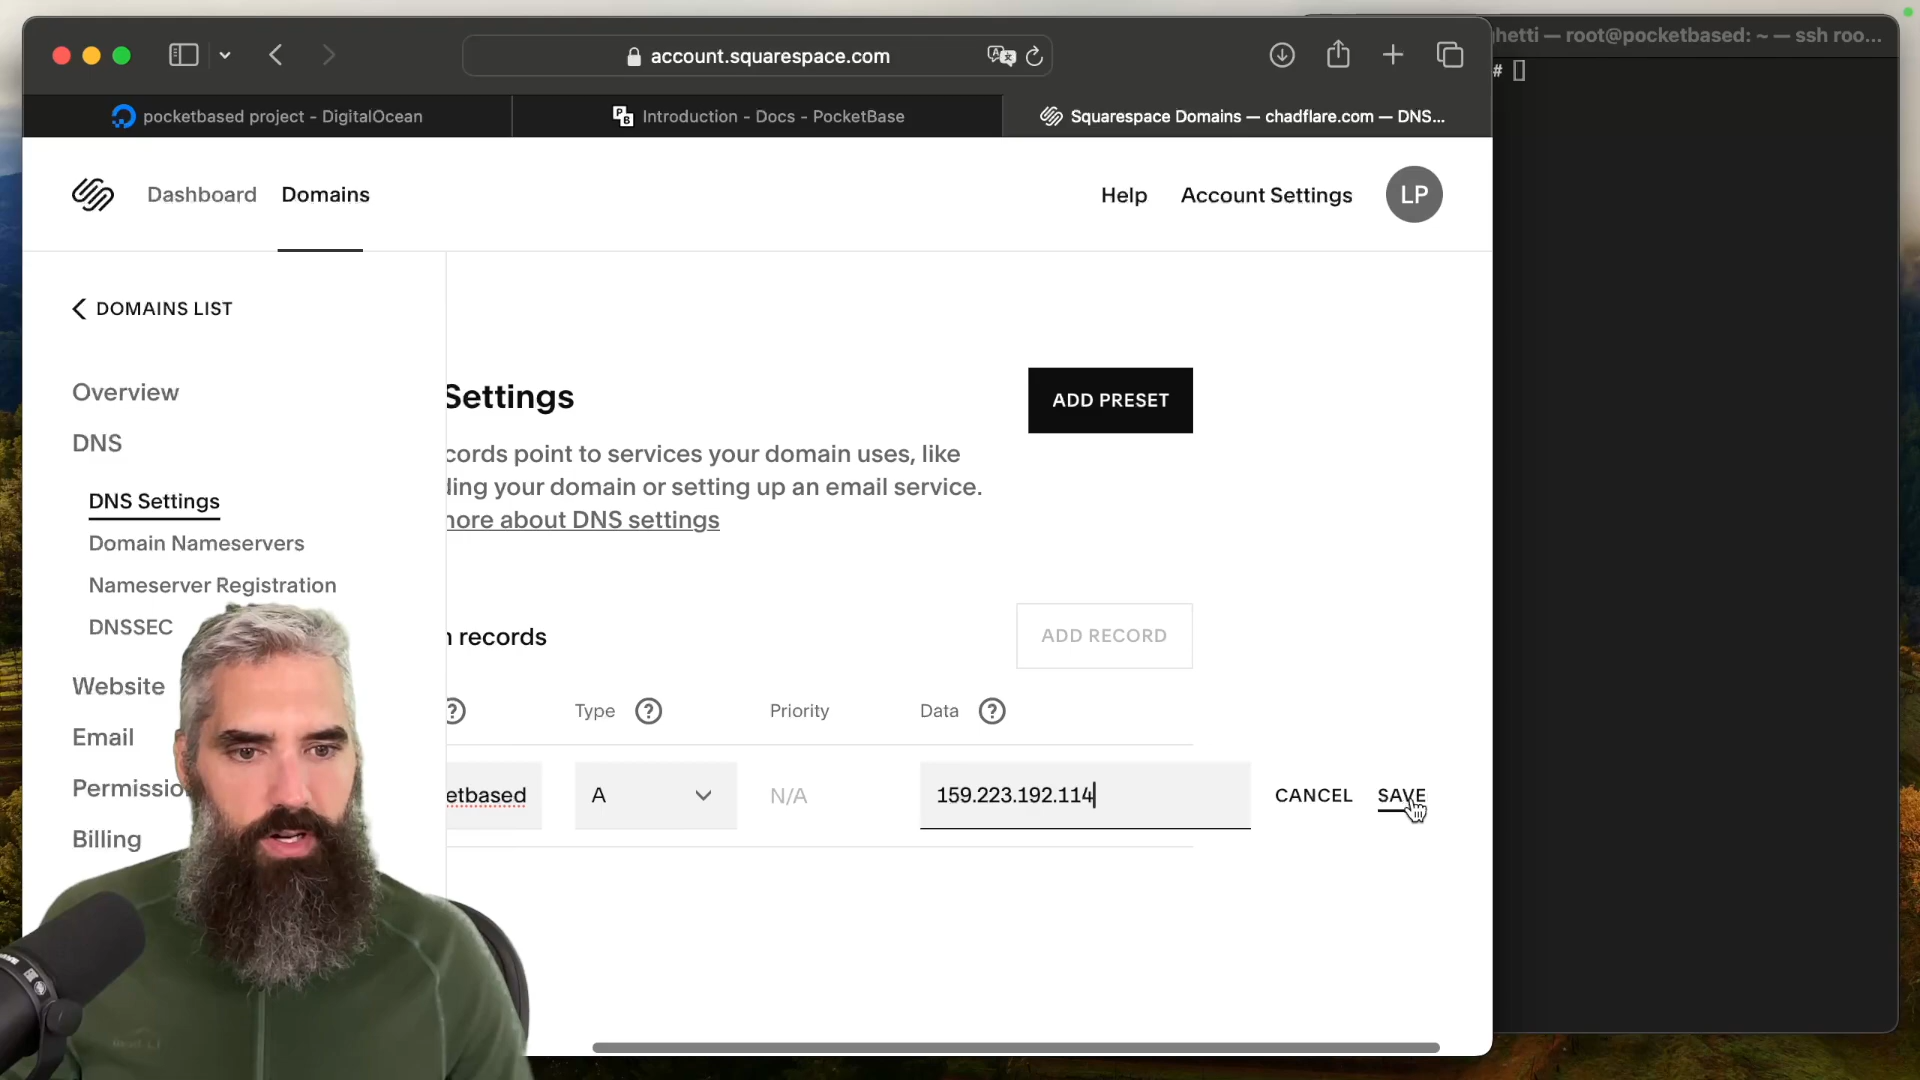 account.squarespace.com
hetti — root@pocketbased: ~ — ssh roo...
# []
pocketbased project - DigitalOcean
Introduction - Docs - PocketBase
Squarespace Domains — chadflare.com — DNS...
Dashboard
Domains
Help
Account Settings
LP
DOMAINS LIST
Overview
DNS
DNS Settings
Domain Nameservers
Nameserver Registration
DNSSEC
Website
Email
Permissio
Billing
Settings
ADD PRESET
cords point to services your domain uses, like
ding your domain or setting up an email service.
more about DNS settings
n records
ADD RECORD
Type
Priority
Data
etbased
A
N/A
159.223.192.114
CANCEL
SAVE